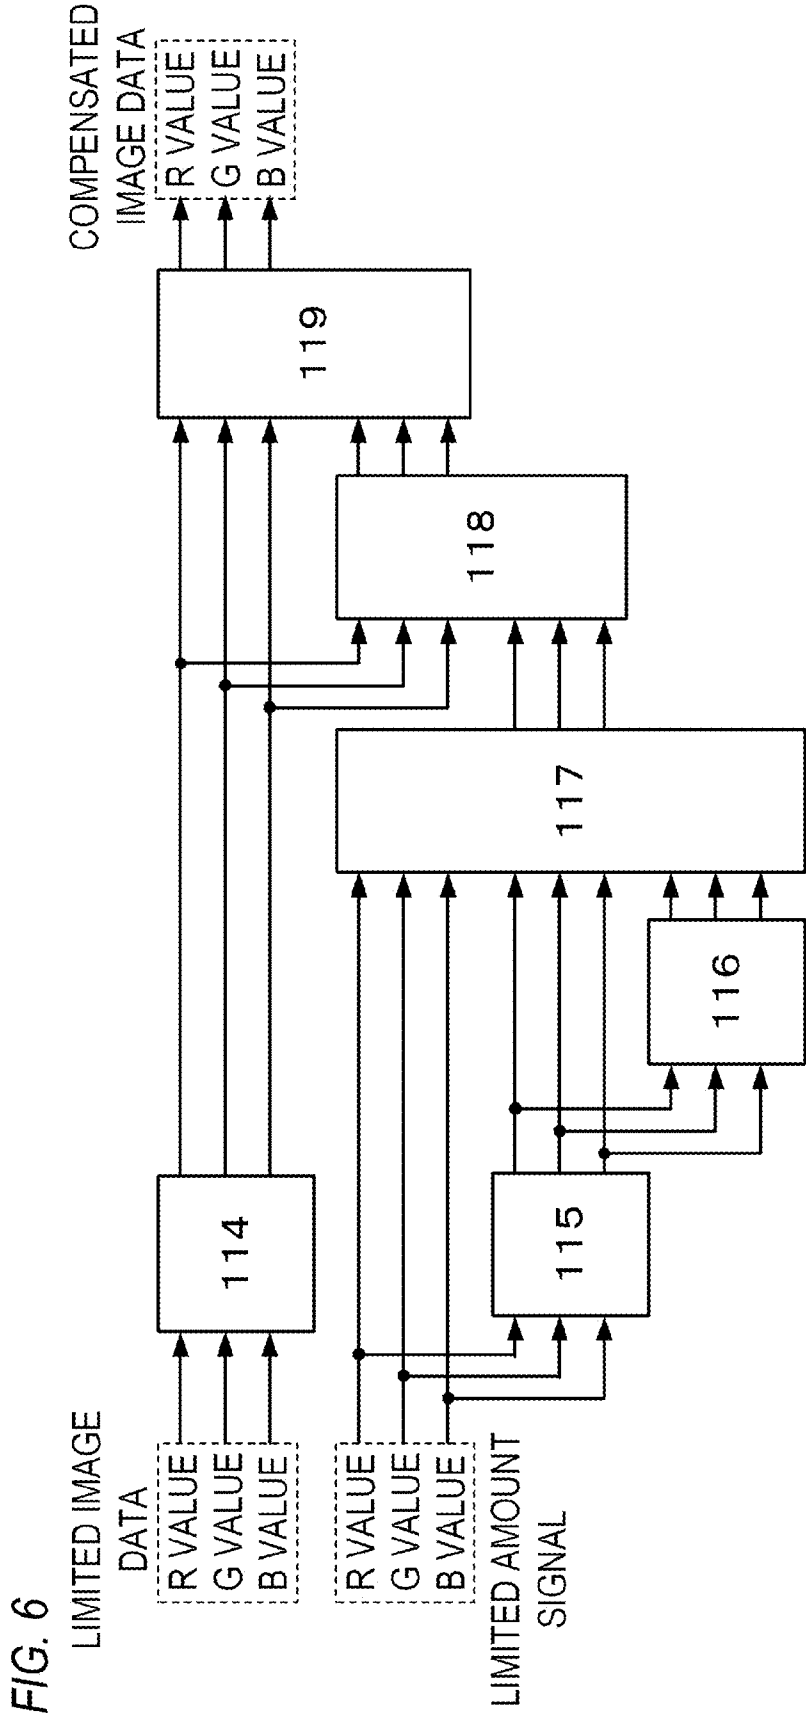 FIG. 6
LIMITED IMAGE
DATA
R VALUE
G VALUE
B VALUE
R VALUE
G VALUE
B VALUE
LIMITED AMOUNT
SIGNAL
114
115
116
117
118
119
COMPENSATED
IMAGE DATA
R VALUE
G VALUE
B VALUE